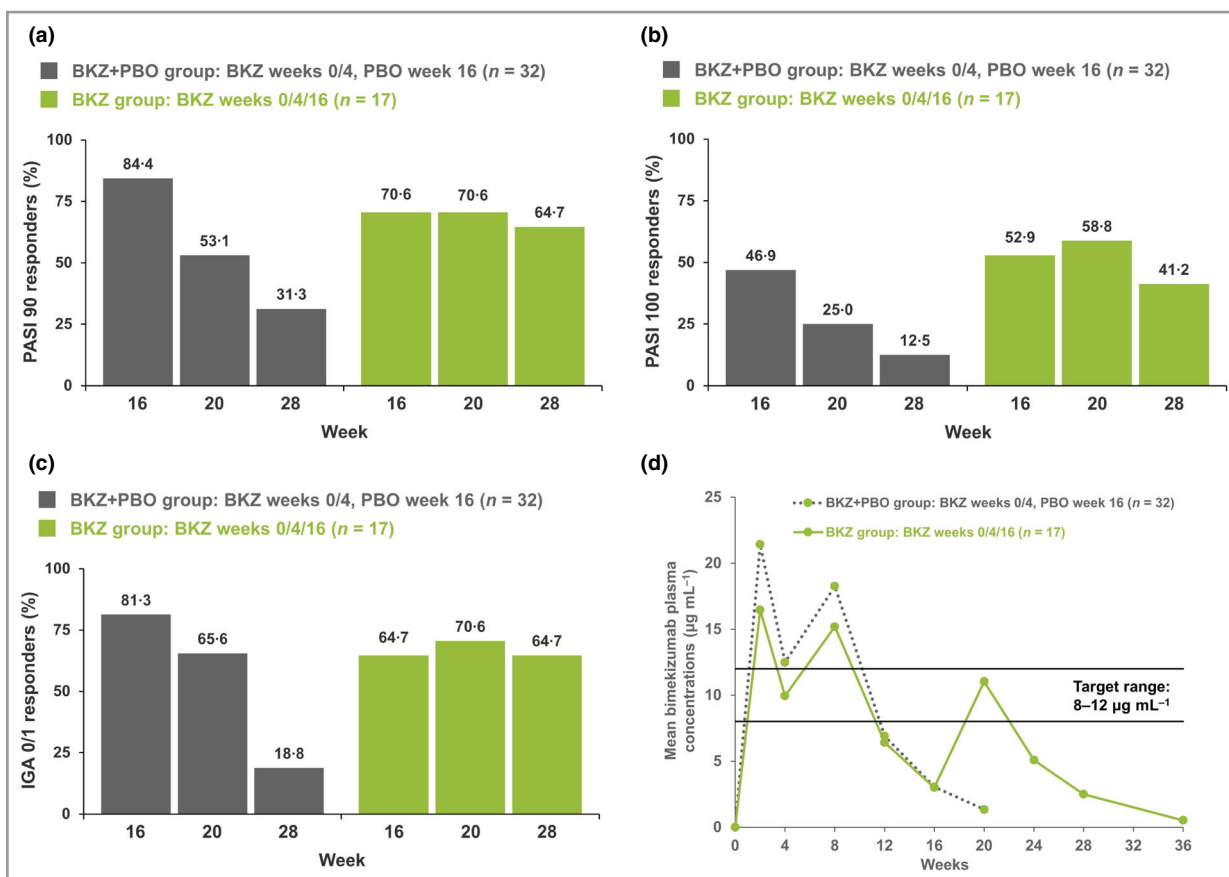 (a)
BKZ+PBO group: BKZ weeks 0/4, PBO week 16 (n = 32)
BKZ group: BKZ weeks 0/4/16 (n = 17)
PASI 90 responders (%)
100
75
50
25
0
84·4
53·1
31·3
70·6
70·6
64·7
16
20
28
16
20
28
Week
(b)
BKZ+PBO group: BKZ weeks 0/4, PBO week 16 (n = 32)
BKZ group: BKZ weeks 0/4/16 (n = 17)
PASI 100 responders (%)
100
75
50
25
0
46·9
25·0
12·5
52·9
58·8
41·2
16
20
28
16
20
28
Week
(c)
BKZ+PBO group: BKZ weeks 0/4, PBO week 16 (n = 32)
BKZ group: BKZ weeks 0/4/16 (n = 17)
IGA 0/1 responders (%)
100
75
50
25
0
81·3
65·6
18·8
64·7
70·6
64·7
16
20
28
16
20
28
Week
(d)
BKZ+PBO group: BKZ weeks 0/4, PBO week 16 (n = 32)
BKZ group: BKZ weeks 0/4/16 (n = 17)
Mean bimekizumab plasma
concentrations (µg mL⁻¹)
25
20
15
10
5
0
Target range:
8–12 µg mL⁻¹
0
4
8
12
16
20
24
28
32
36
Weeks